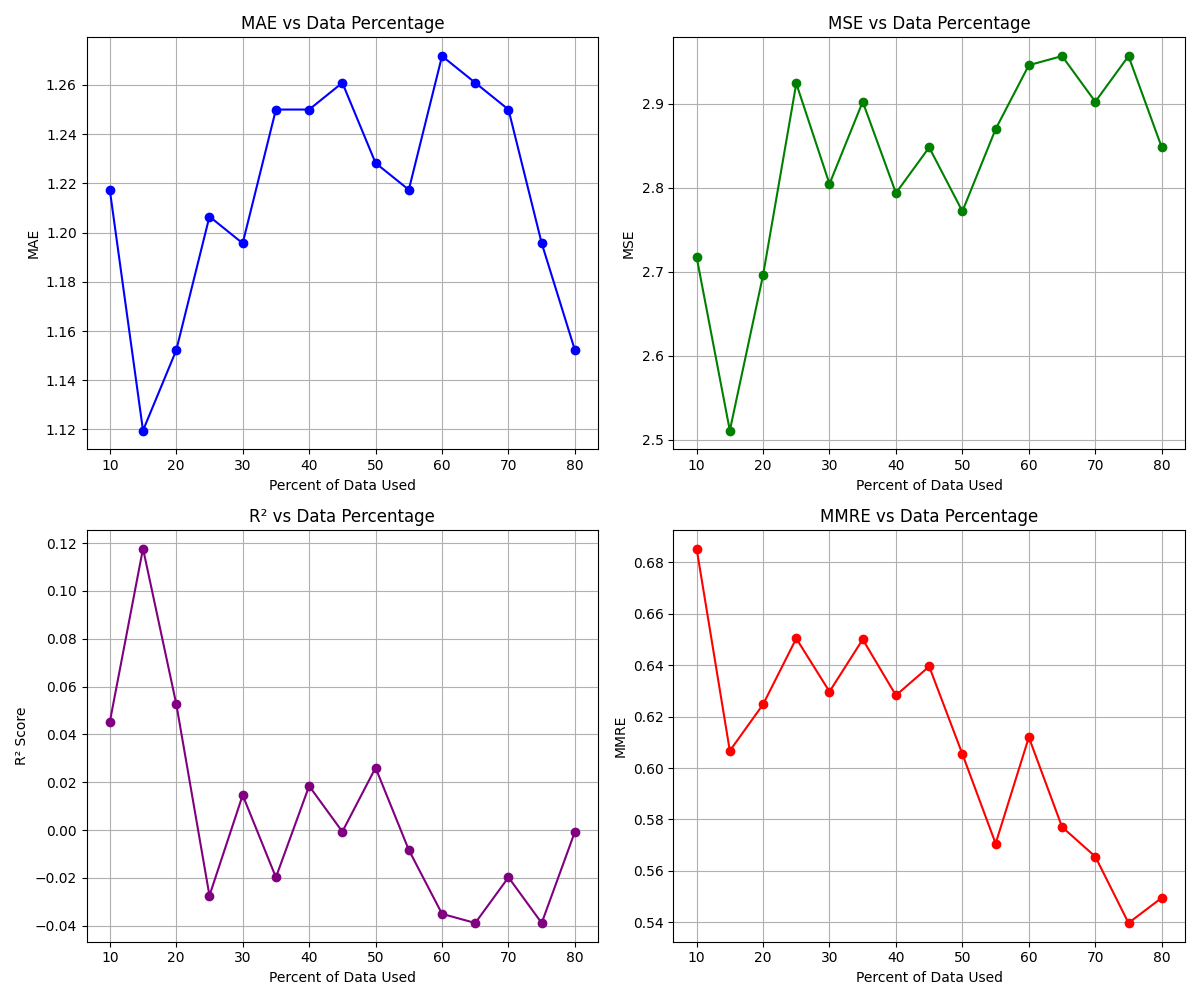 MAE vs Data Percentage
MAE
1.26
1.24
1.22
1.20
1.18
1.16
1.14
1.12
10 20 30 40 50 60 70 80
Percent of Data Used
MSE vs Data Percentage
MSE
2.9
2.8
2.7
2.6
2.5
10 20 30 40 50 60 70 80
Percent of Data Used
R² vs Data Percentage
R² Score
0.12
0.10
0.08
0.06
0.04
0.02
0.00
−0.02
−0.04
10 20 30 40 50 60 70 80
Percent of Data Used
MMRE vs Data Percentage
MMRE
0.68
0.66
0.64
0.62
0.60
0.58
0.56
0.54
10 20 30 40 50 60 70 80
Percent of Data Used